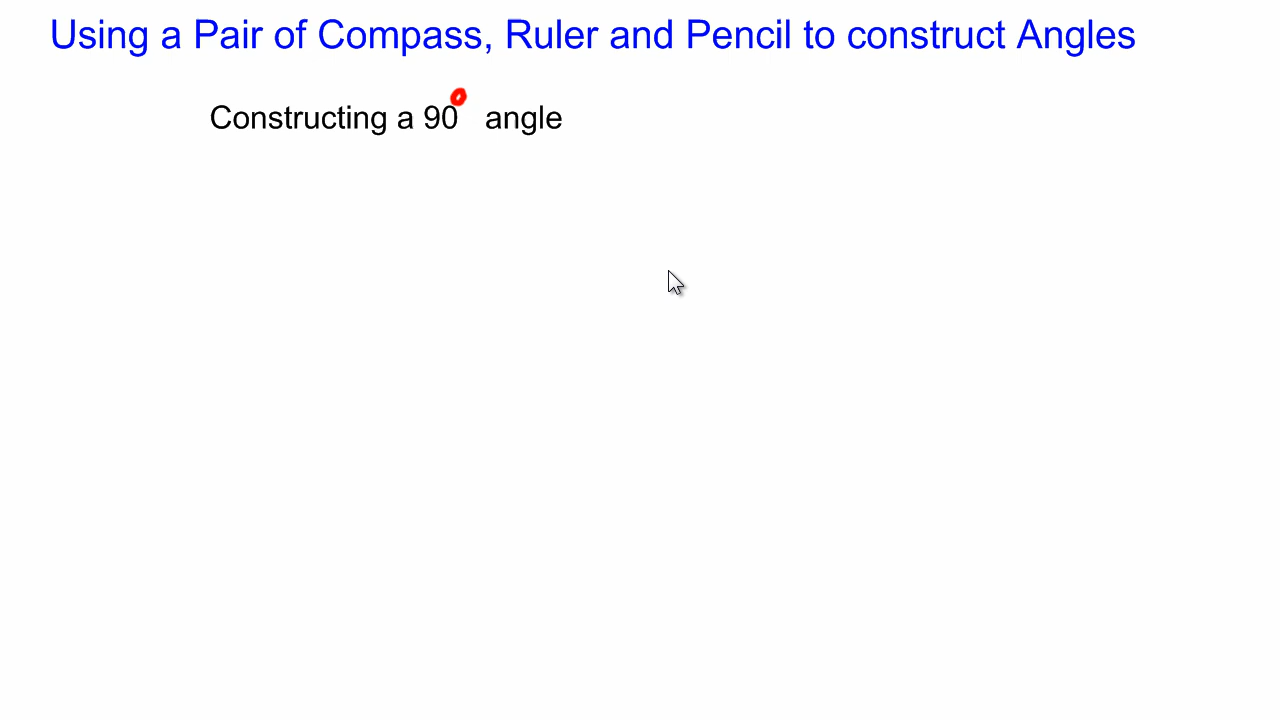 Using a Pair of Compass, Ruler and Pencil to construct Angles
Constructing a 90° angle